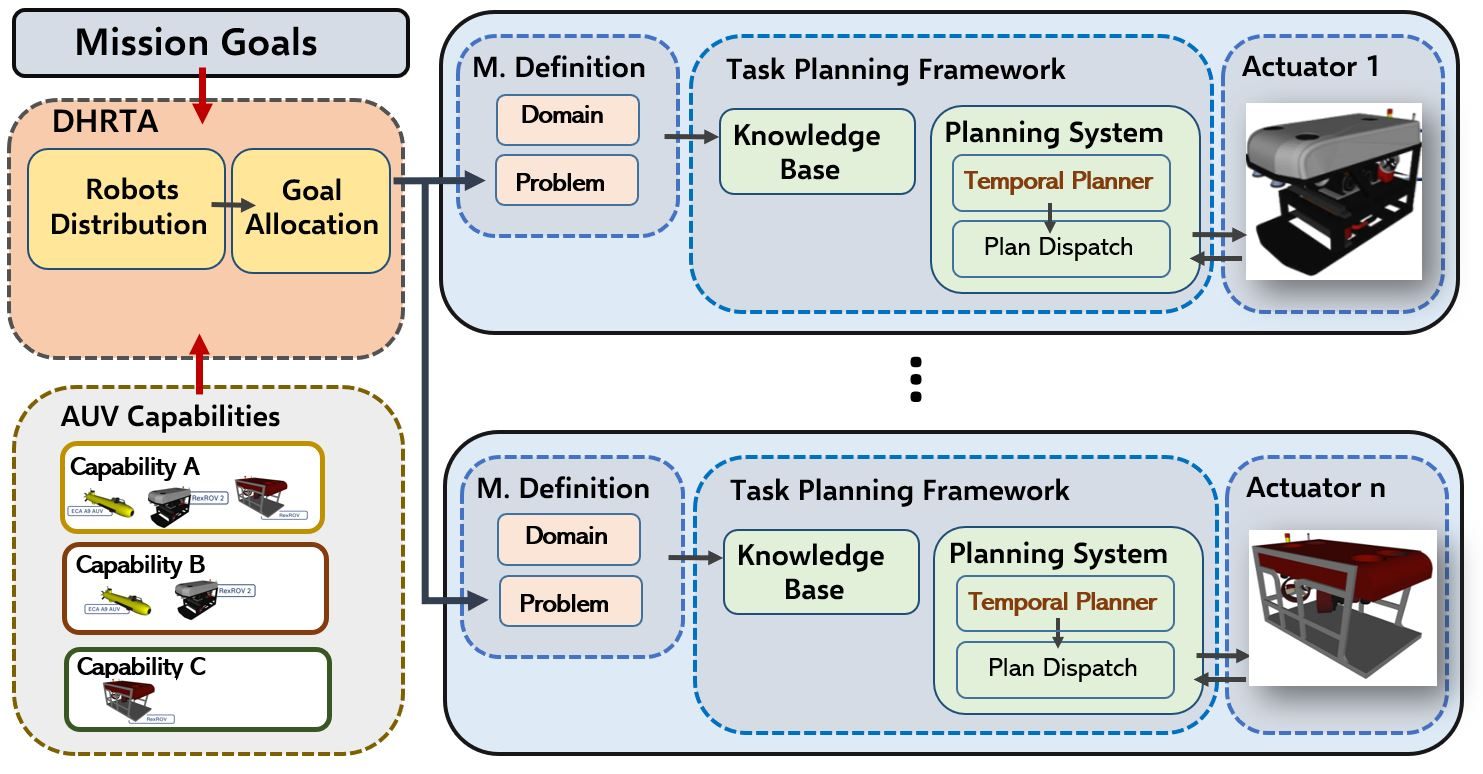 Mission Goals
DHRTA
Robots
Distribution
Goal
Allocation
AUV Capabilities
Capability A
ECA A9 AUV
RexROV 2
RexROV
Capability B
ECA A9 AUV
RexROV 2
Capability C
RexROV
M. Definition
Domain
Problem
Task Planning Framework
Knowledge
Base
Planning System
Temporal Planner
Plan Dispatch
Actuator 1
M. Definition
Domain
Problem
Task Planning Framework
Knowledge
Base
Planning System
Temporal Planner
Plan Dispatch
Actuator n